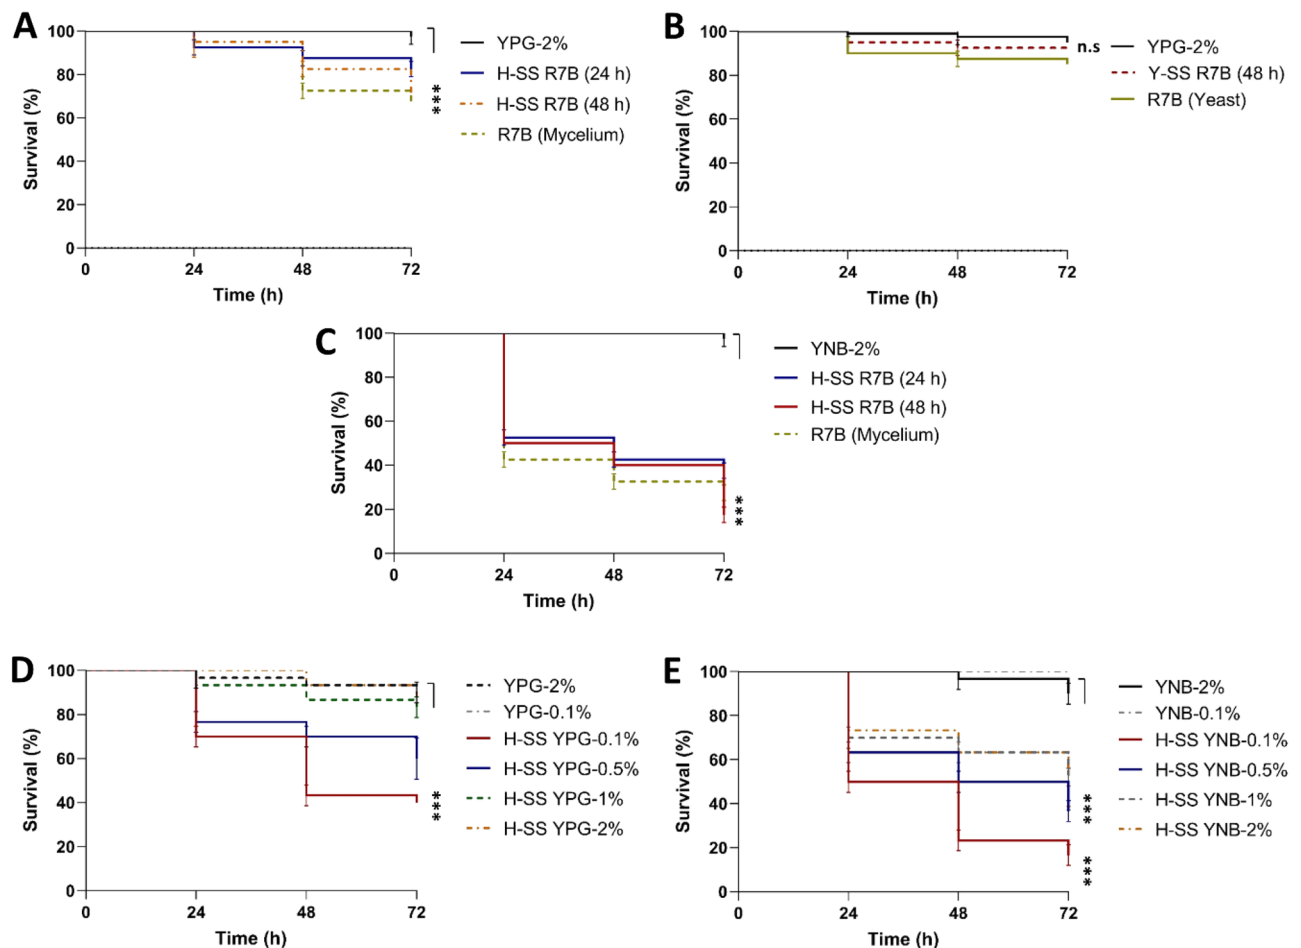 A
100
80
60
40
20
0
Survival (%)
0 24 48 72
Time (h)
***
YPG-2%
H-SS R7B (24 h)
H-SS R7B (48 h)
R7B (Mycelium)
B
100
80
60
40
20
0
Survival (%)
0 24 48 72
Time (h)
n.s
YPG-2%
Y-SS R7B (48 h)
R7B (Yeast)
C
100
80
60
40
20
0
Survival (%)
0 24 48 72
Time (h)
***
YNB-2%
H-SS R7B (24 h)
H-SS R7B (48 h)
R7B (Mycelium)
D
100
80
60
40
20
0
Survival (%)
0 24 48 72
Time (h)
***
YPG-2%
YPG-0.1%
H-SS YPG-0.1%
H-SS YPG-0.5%
H-SS YPG-1%
H-SS YPG-2%
E
100
80
60
40
20
0
Survival (%)
0 24 48 72
Time (h)
***
***
YNB-2%
YNB-0.1%
H-SS YNB-0.1%
H-SS YNB-0.5%
H-SS YNB-1%
H-SS YNB-2%